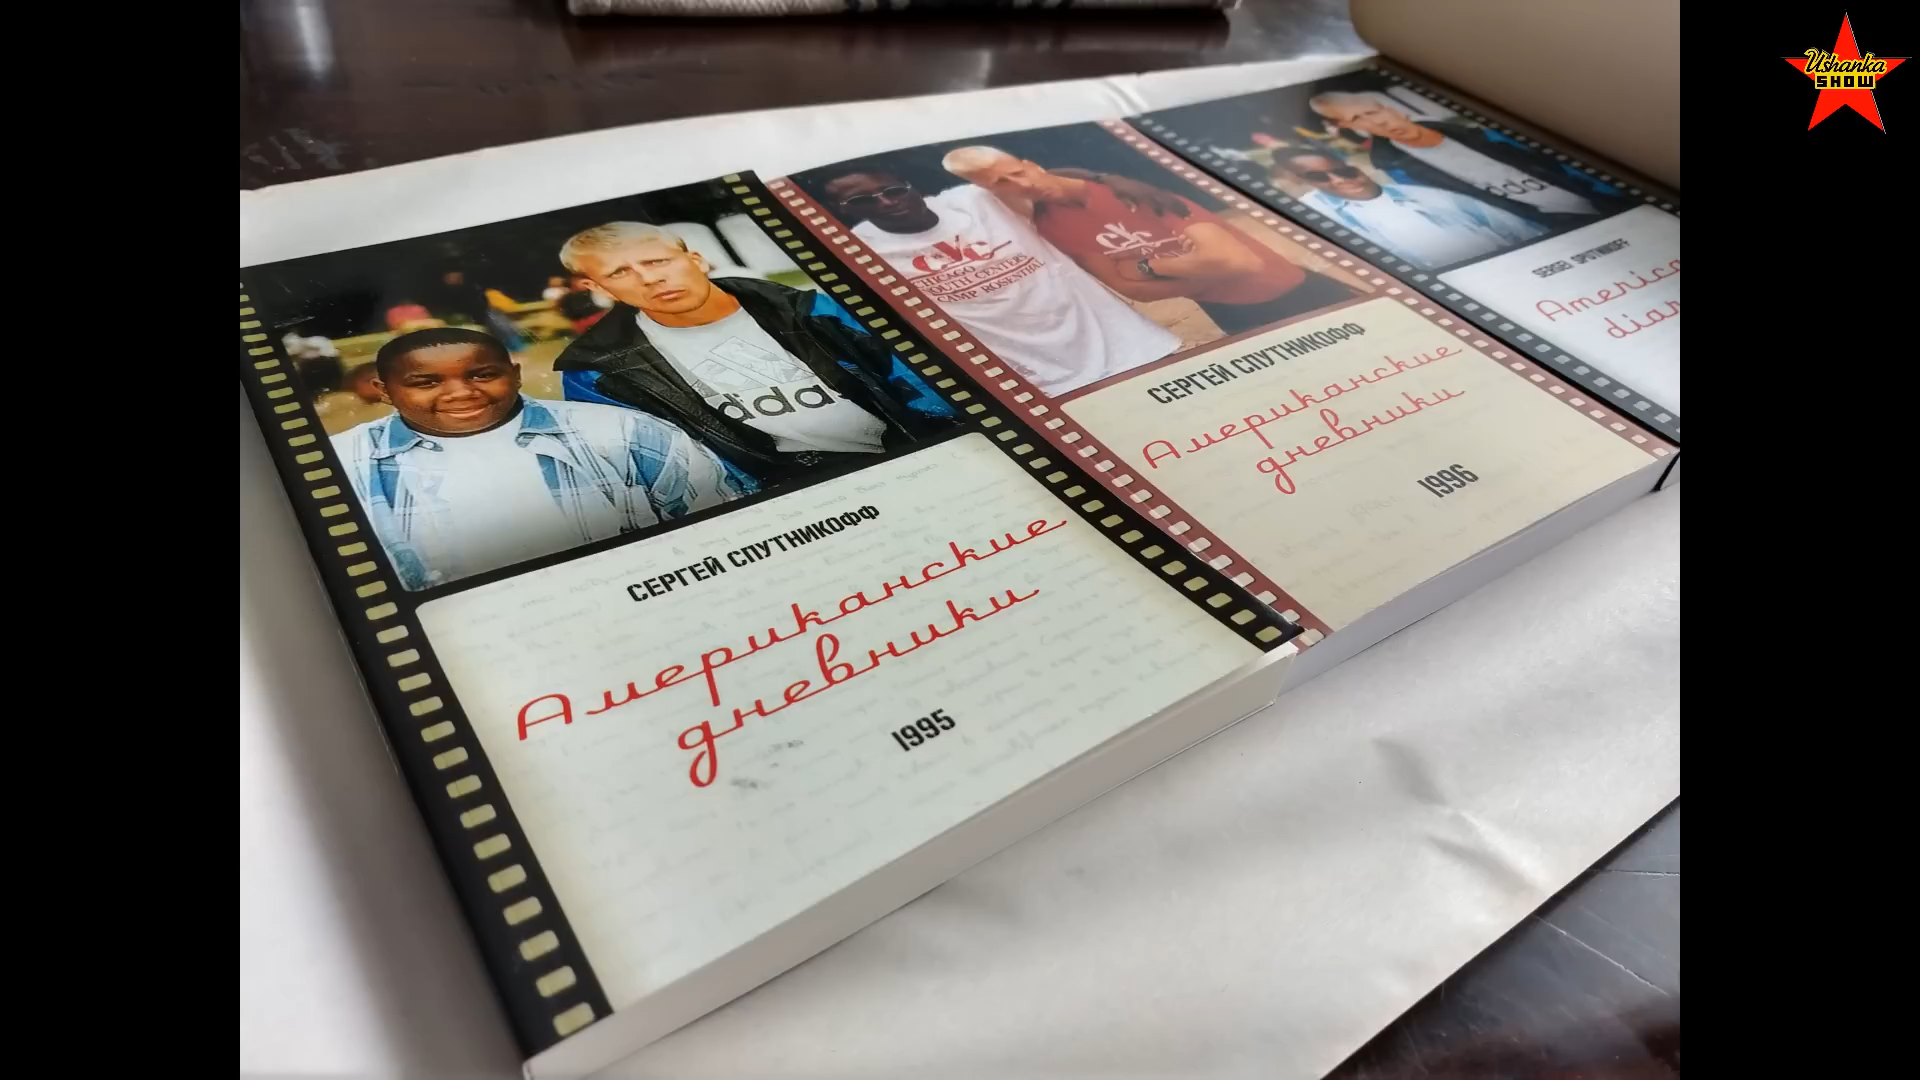 Ushanka
SHOW
adidas
СЕРГЕЙ СПУТНИКОФФ
Американские
дневники
1995
CYC
CHICAGO
YOUTH CENTERS
CAMP ROSENTHAL
CYC
СЕРГЕЙ СПУТНИКОФФ
Американские
дневники
1996
SERGEI SPUTNIKOFF
America
diar